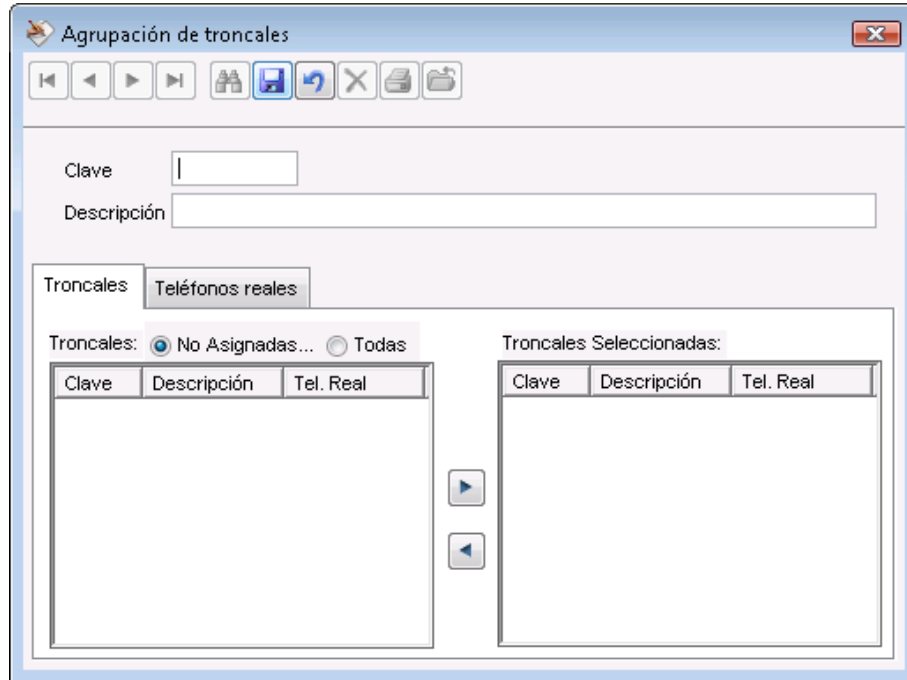 Agrupación de troncales
Clave
Descripción
Troncales Teléfonos reales
Troncales: No Asignadas... Todas Troncales Seleccionadas:
Clave Descripción Tel. Real Clave Descripción Tel. Real